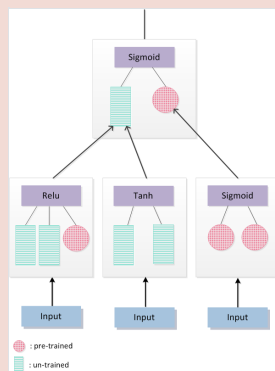 Sigmoid
Relu
Tanh
Sigmoid
Input
Input
Input
: pre-trained
: un-trained